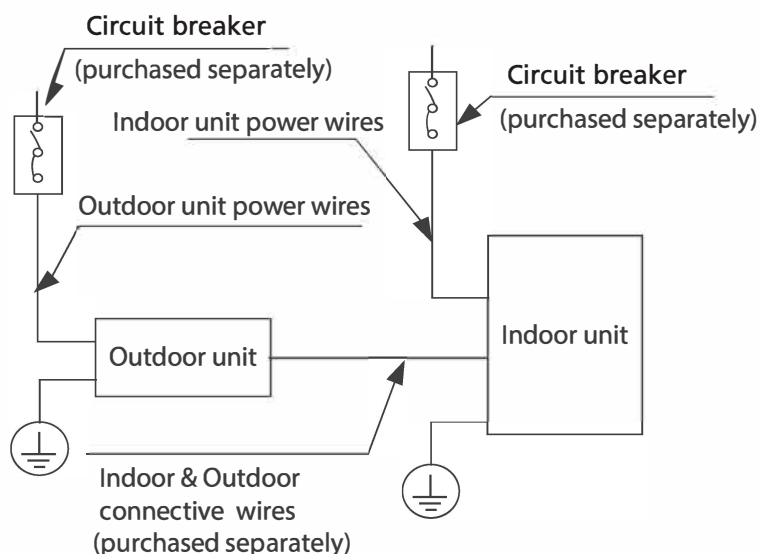 Circuit breaker
(purchased separately)
Circuit breaker
(purchased separately)
Indoor unit power wires
Outdoor unit power wires
Outdoor unit
Indoor unit
Indoor & Outdoor
connective wires
(purchased separately)